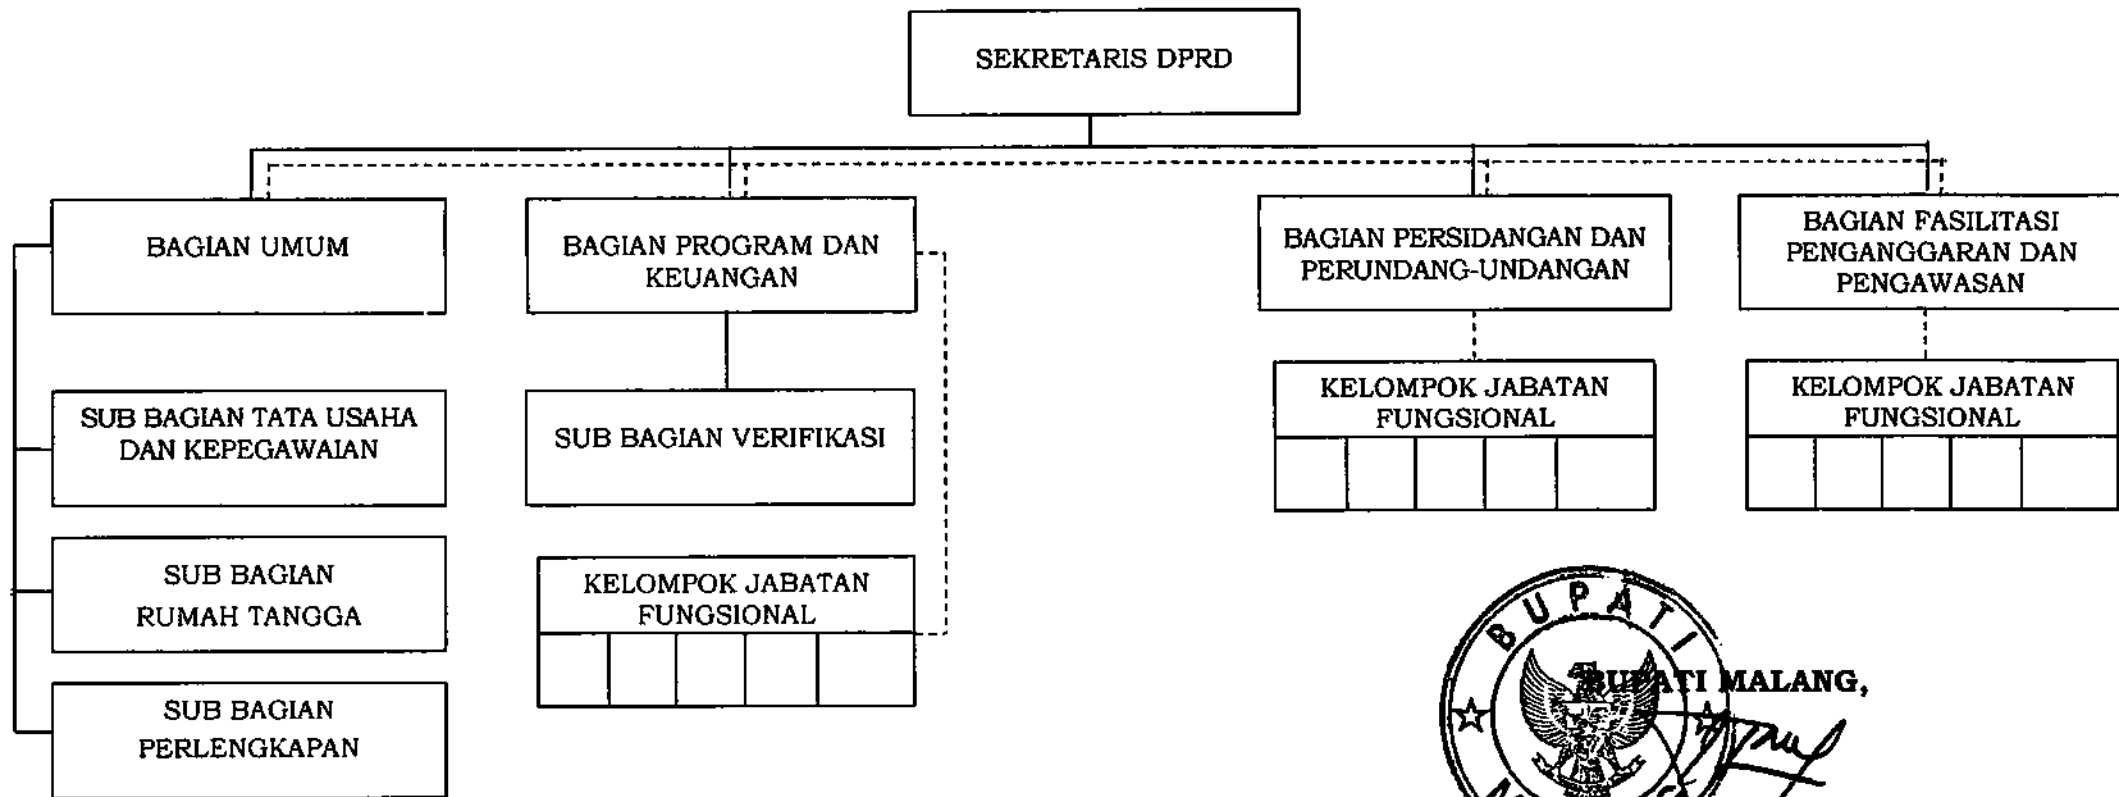 SEKRETARIS DPRD
BAGIAN UMUM
BAGIAN PROGRAM DAN
KEUANGAN
BAGIAN PERSIDANGAN DAN
PERUNDANG-UNDANGAN
BAGIAN FASILITASI
PENGANGGARAN DAN
PENGAWASAN
SUB BAGIAN TATA USAHA
DAN KEPEGAWAIAN
SUB BAGIAN VERIFIKASI
KELOMPOK JABATAN
FUNGSIONAL
KELOMPOK JABATAN
FUNGSIONAL
SUB BAGIAN
RUMAH TANGGA
KELOMPOK JABATAN
FUNGSIONAL
SUB BAGIAN
PERLENGKAPAN
BUPATI
BUPATI MALANG,